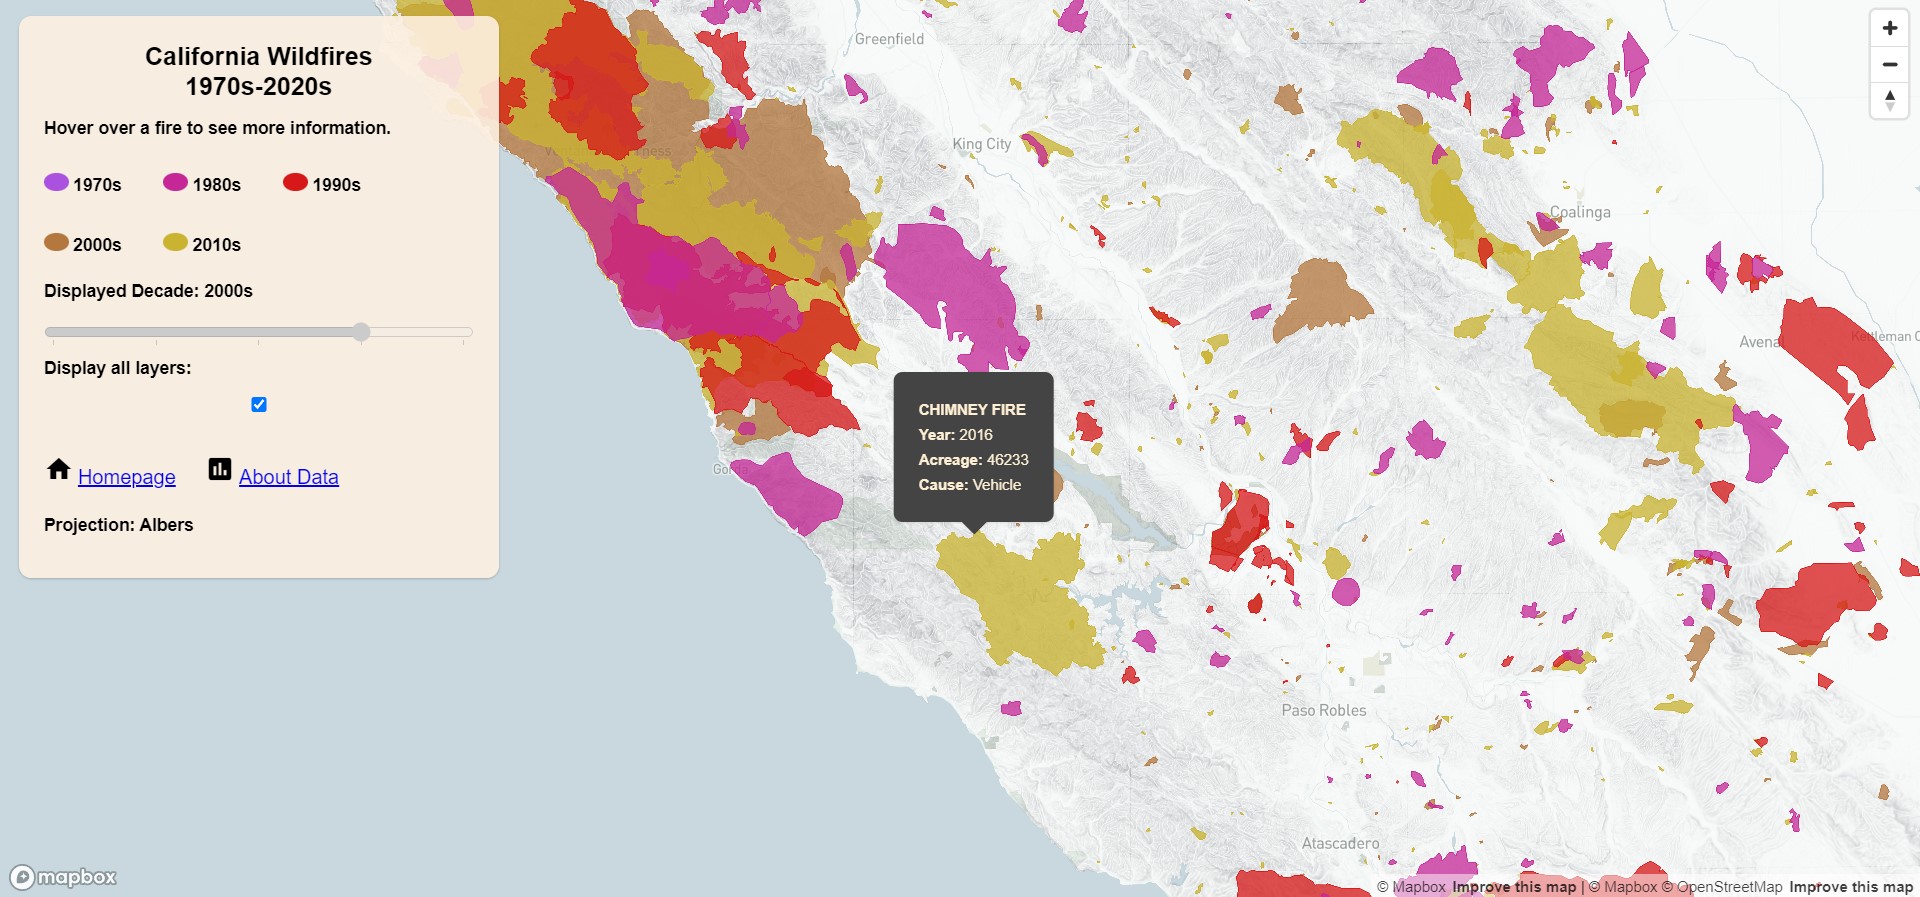 California Wildfires
1970s-2020s
Hover over a fire to see more information.
1970s
1980s
1990s
2000s
2010s
Displayed Decade: 2000s
Display all layers:
Homepage
About Data
Projection: Albers
Greenfield
King City
Coalinga
Avenal
Kettleman C
CHIMNEY FIRE
Year: 2016
Acreage: 46233
Cause: Vehicle
Gorda
Paso Robles
Atascadero
mapbox
© Mapbox Improve this map | © Mapbox © OpenStreetMap Improve this map